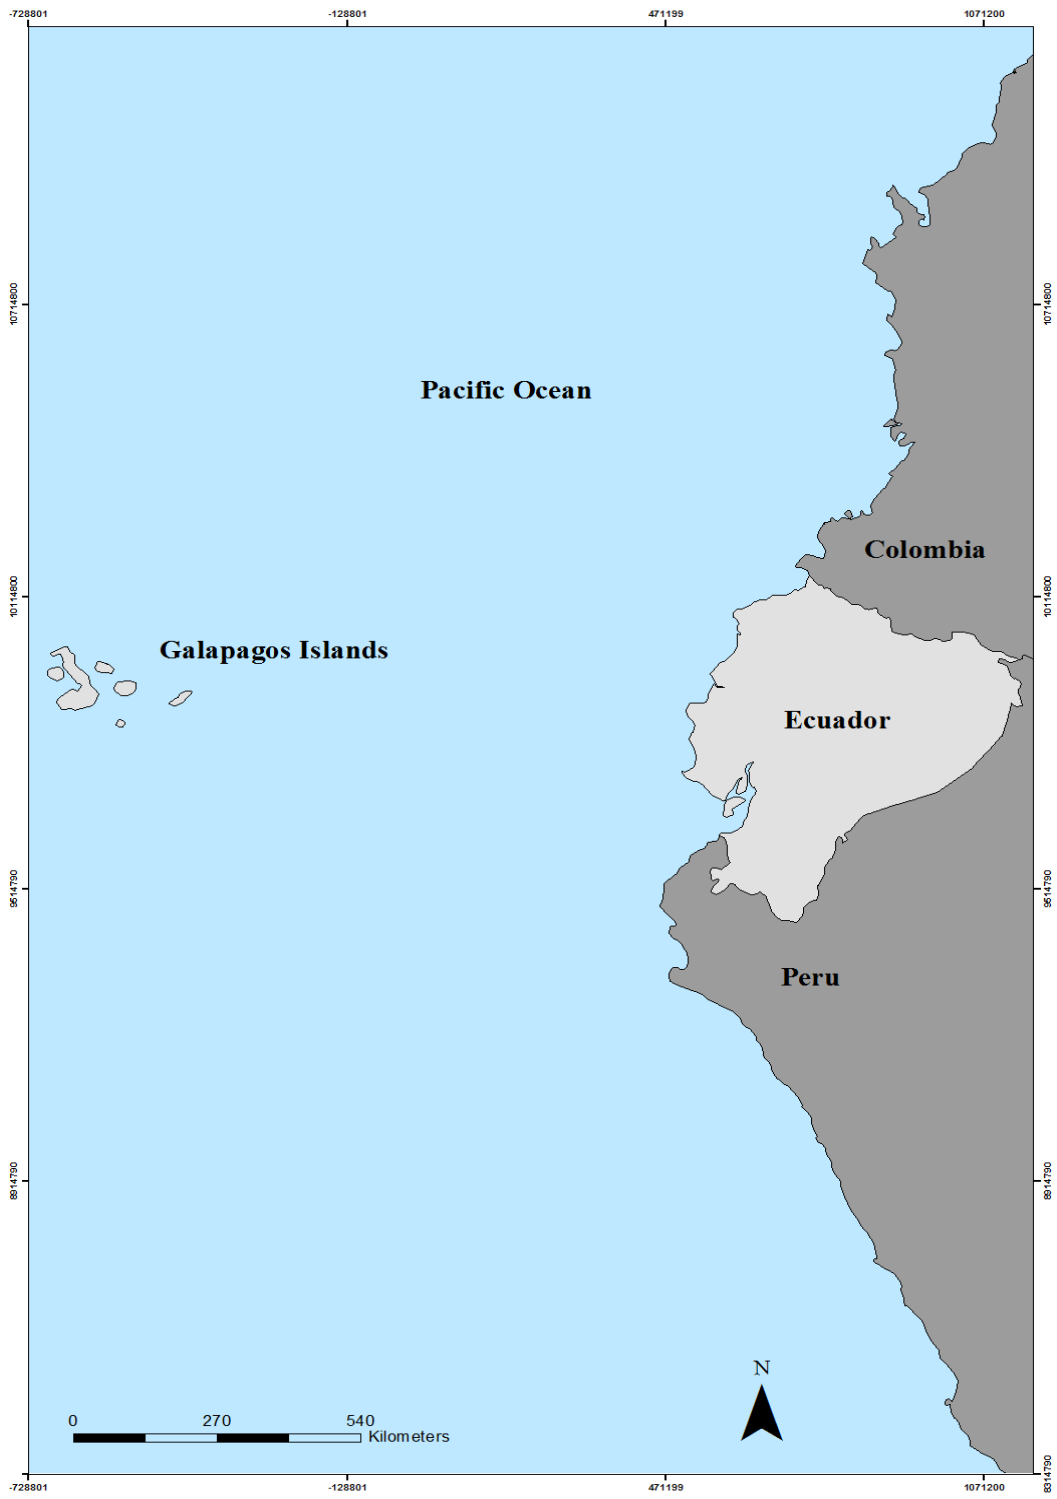 -728801 -128801 471199 1071200
10714800 10714800
Pacific Ocean
Colombia
10114800 10114800
Galapagos Islands
Ecuador
9514790 9514790
Peru
8914790 8914790
N
0 270 540
Kilometers
8314790
-728801 -128801 471199 1071200